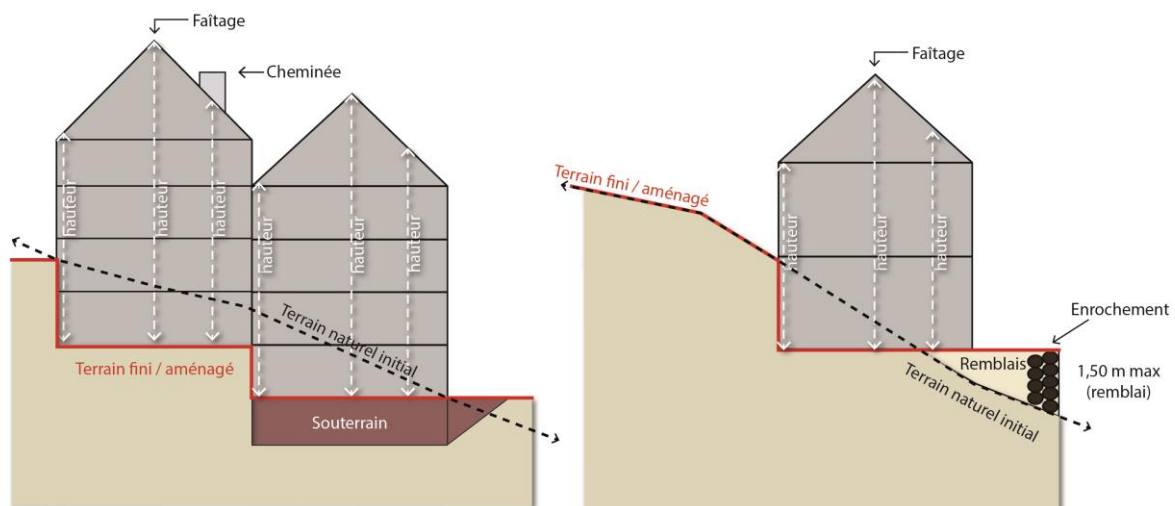 Faîtage
Cheminée
hauteur
hauteur
hauteur
hauteur
hauteur
hauteur
Terrain naturel initial
Terrain fini / aménagé
Souterrain
Faîtage
Terrain fini / aménagé
hauteur
hauteur
hauteur
Enrochement
Remblais
1,50 m max
(remblai)
Terrain naturel initial